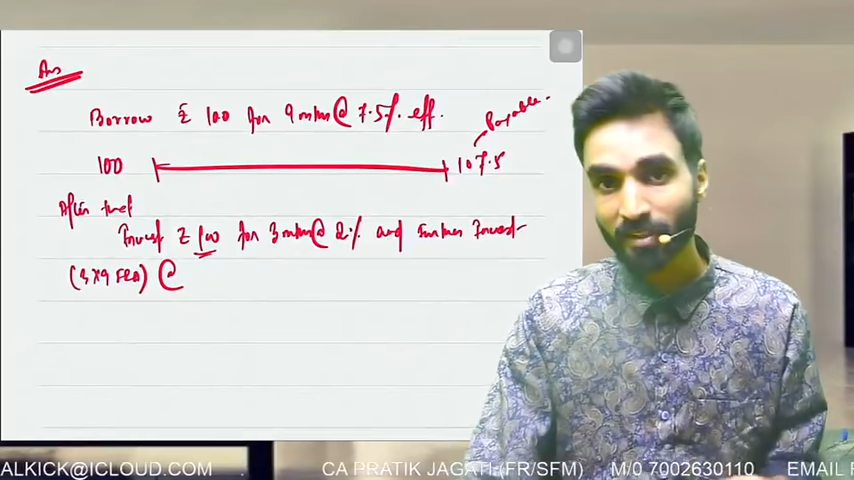 Ans
Borrow ₹ 100 for 9 mths @ 7.5% eff.
Payable.
100 107.5
After that
Invest ₹ 100 for 3 mths @ 2% and Further Invest
(3x9 FRA) @
ALKICK@ICLOUD.COM CA PRATIK JAGATI (FR/SFM) M/0 7002630110 EMAIL